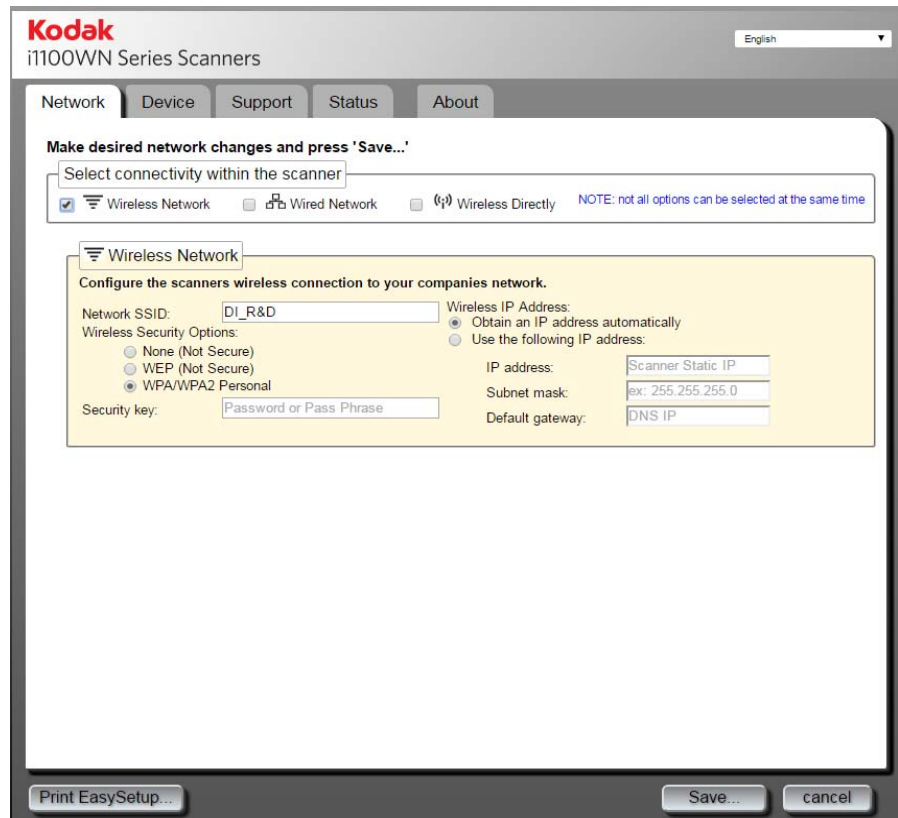 Kodak
i1100WN Series Scanners
English
Network Device Support Status About
Make desired network changes and press 'Save...'
Select connectivity within the scanner
Wireless Network Wired Network Wireless Directly NOTE: not all options can be selected at the same time
Wireless Network
Configure the scanners wireless connection to your companies network.
Network SSID: DI_R&D
Wireless Security Options:
None (Not Secure)
WEP (Not Secure)
WPA/WPA2 Personal
Security key: Password or Pass Phrase
Wireless IP Address:
Obtain an IP address automatically
Use the following IP address:
IP address: Scanner Static IP
Subnet mask: ex: 255.255.255.0
Default gateway: DNS IP
Print EasySetup... Save... cancel